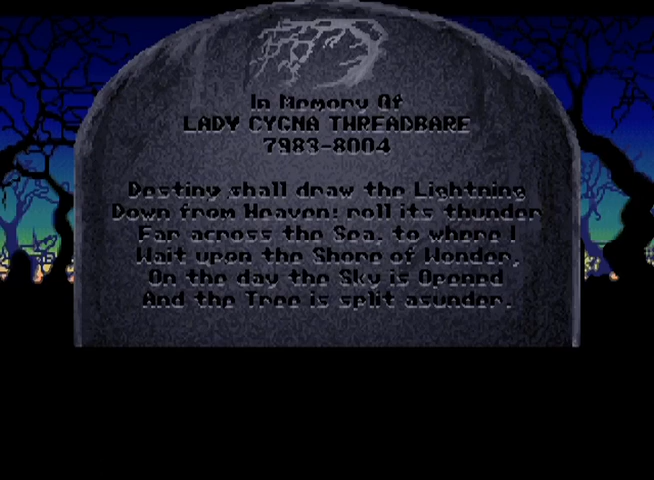 In Memory Of
LADY CYGNA THREADBARE
7983-8004
Destiny shall draw the Lightning
Down from Heaven; roll its thunder
Far across the Sea, to where I
Wait upon the Shore of Wonder,
On the day the Sky is Opened
And the Tree is split asunder.